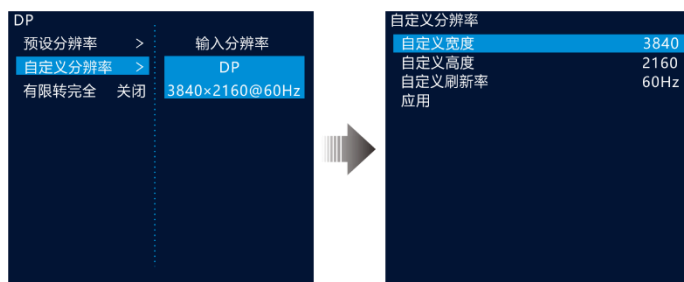 DP
预设分辨率 >
自定义分辨率 >
有限转完全 关闭
输入分辨率
DP
3840×2160@60Hz
自定义分辨率
自定义宽度 3840
自定义高度 2160
自定义刷新率 60Hz
应用